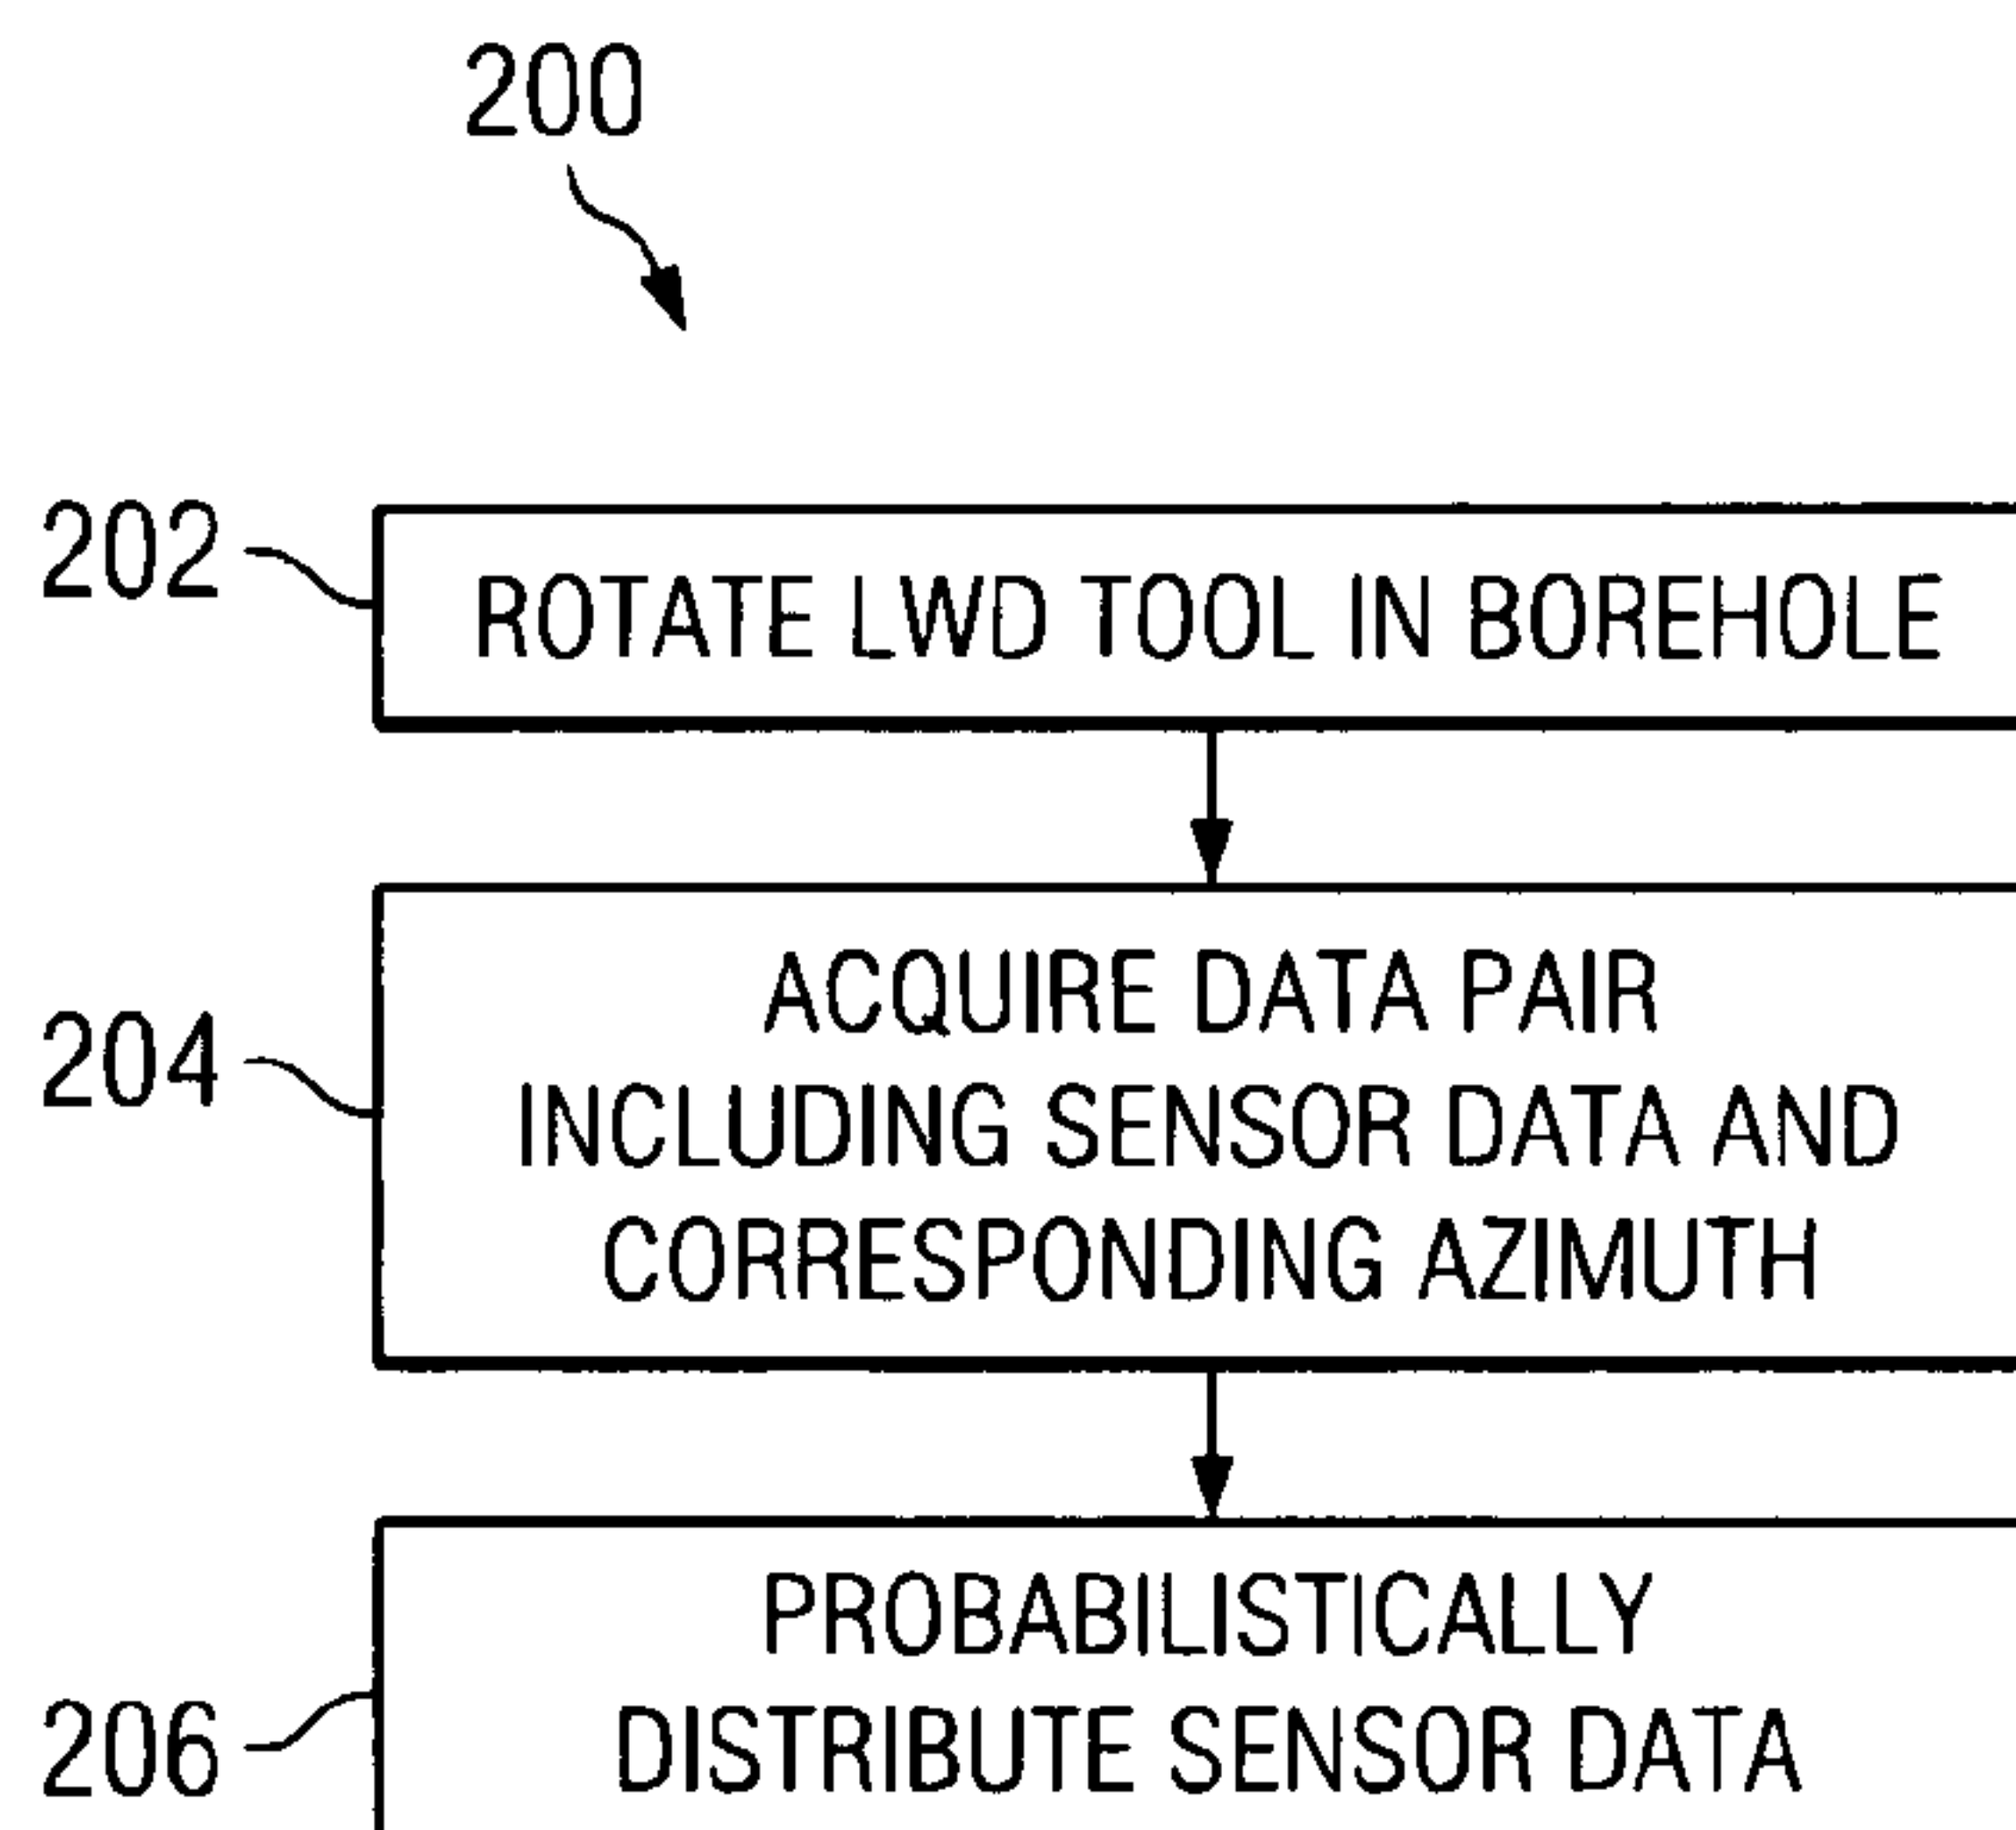 200
202
ROTATE LWD TOOL IN BOREHOLE
204
ACQUIRE DATA PAIR
INCLUDING SENSOR DATA AND
CORRESPONDING AZIMUTH
206
PROBABILISTICALLY
DISTRIBUTE SENSOR DATA